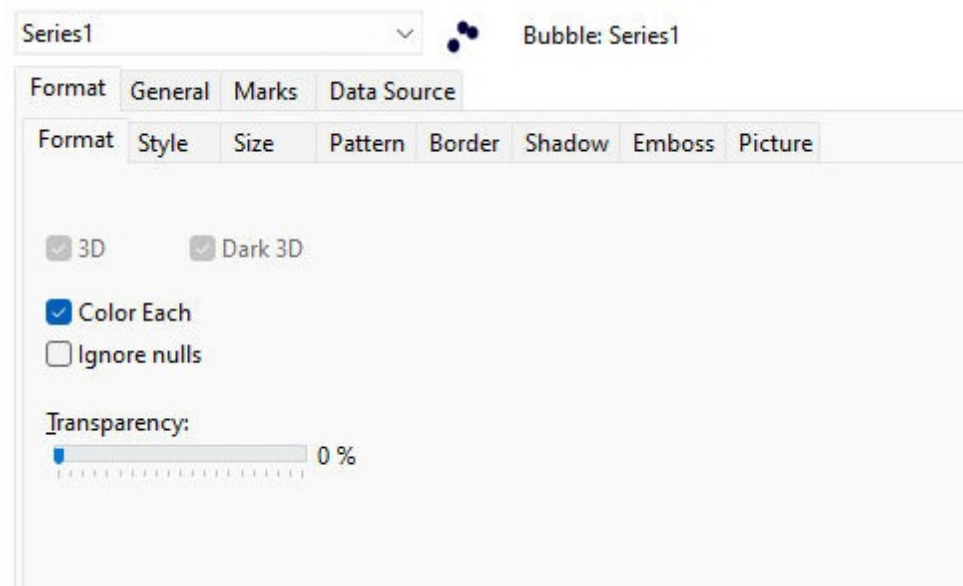 Series1 Bubble: Series1
Format General Marks Data Source
Format Style Size Pattern Border Shadow Emboss Picture
3D Dark 3D
Color Each
Ignore nulls
Transparency:
0 %